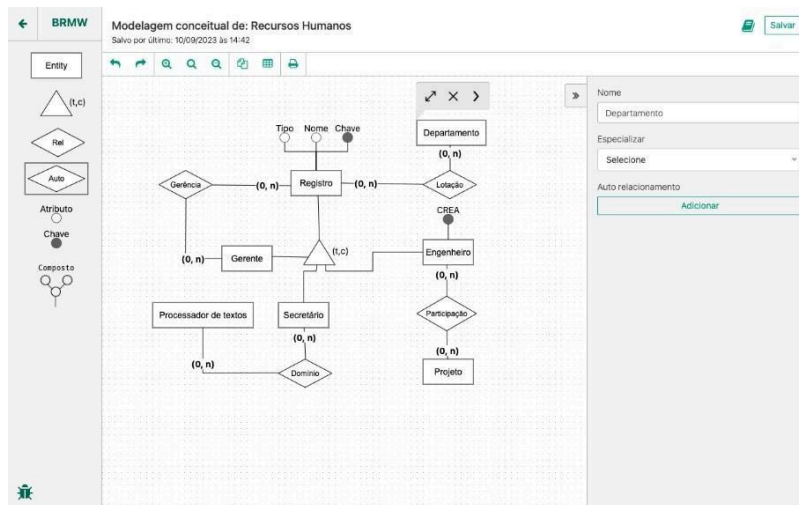 BRMW
Modelagem conceitual de: Recursos Humanos
Salvo por último: 10/09/2023 às 14:42
Salvar
Entity
(t,c)
Rel
Auto
Atributo
Chave
Composto
Tipo Nome Chave
Departamento
(0, n)
Gerência
(0, n)
Registro
(0, n)
Lotação
CREA
(t,c)
(0, n)
Gerente
Engenheiro
(0, n)
Processador de textos
Secretário
Participação
(0, n)
(0, n)
(0, n)
Domínio
Projeto
Nome
Departamento
Especializar
Selecione
Auto relacionamento
Adicionar